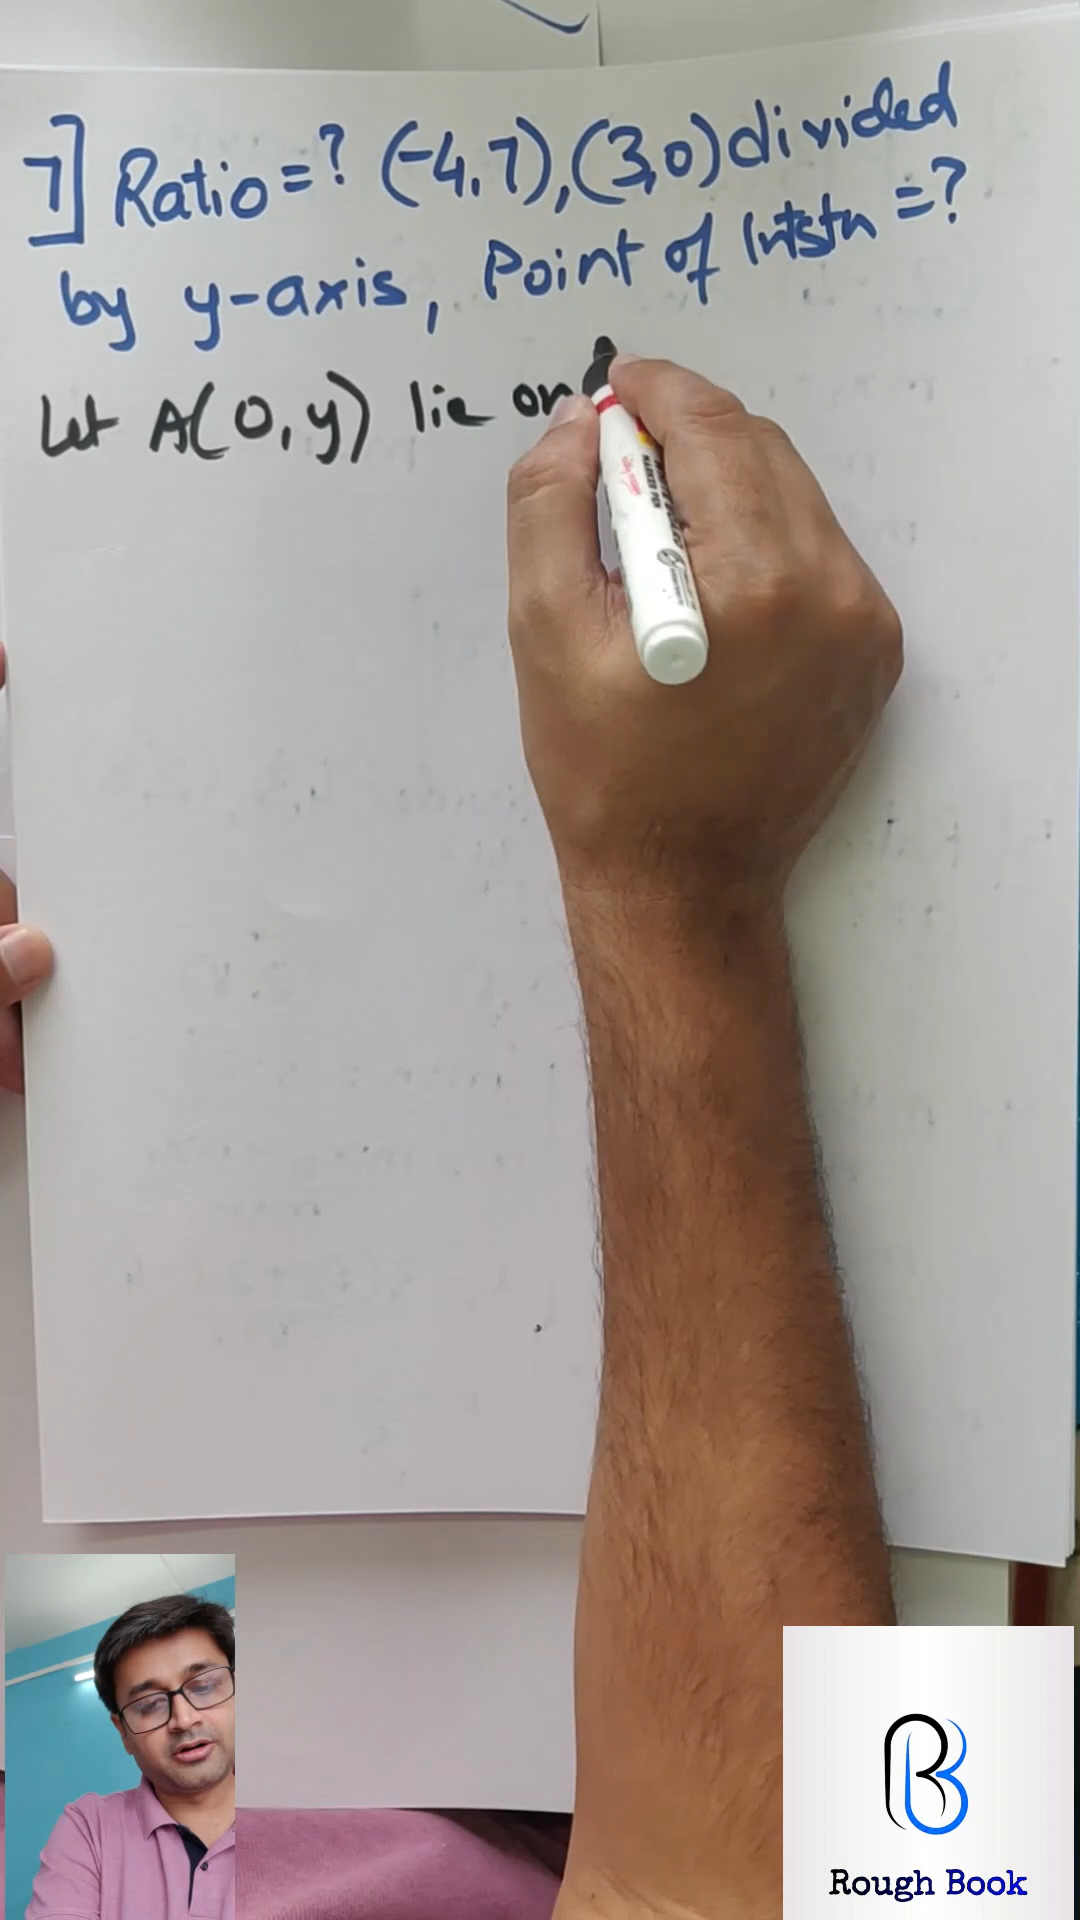 7] Ratio=? (-4,7),(3,0) divided
by y-axis, Point of Intstn =?
Let A(0,y) lie on
Rough Book